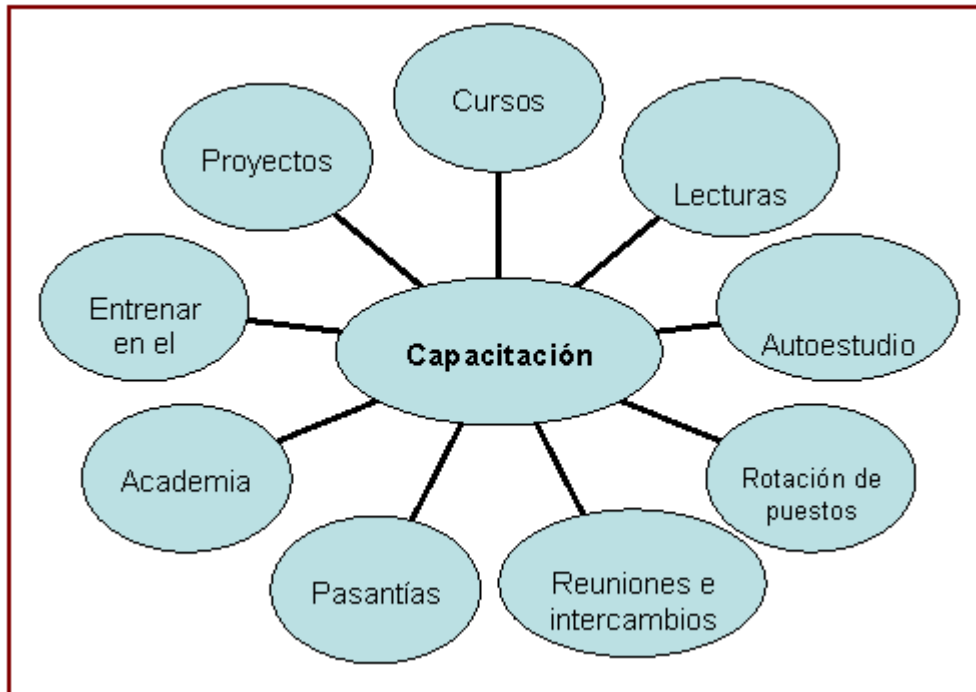 Cursos
Proyectos
Lecturas
Entrenar
en el
Capacitación
Autoestudio
Academia
Rotación de
puestos
Pasantías
Reuniones e
intercambios